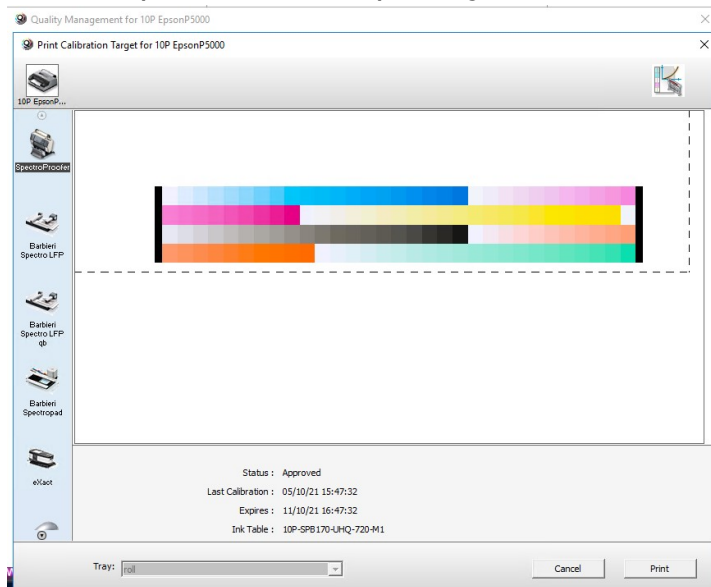 Quality Management for 10P EpsonP5000
Print Calibration Target for 10P EpsonP5000
10P EpsonP...
SpectroProofer
Barbieri
Spectro LFP
Barbieri
Spectro LFP
qb
Barbieri
Spectropad
eXact
Status : Approved
Last Calibration : 05/10/21 15:47:32
Expires : 11/10/21 16:47:32
Ink Table : 10P-SPB170-UHQ-720-M1
Tray: roll
Cancel
Print